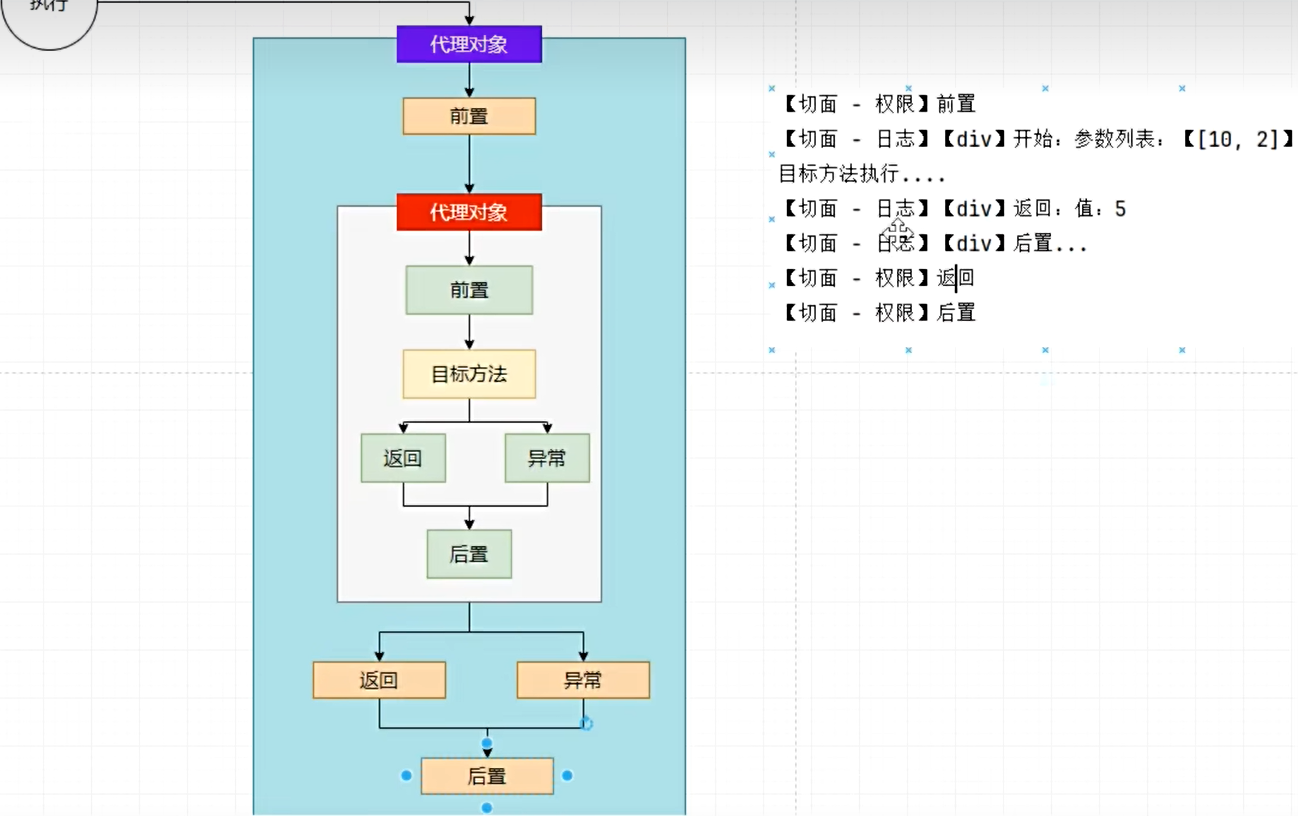 执行
代理对象
前置
代理对象
前置
目标方法
返回
异常
后置
返回
异常
后置
【切面 - 权限】前置
【切面 - 日志】【div】开始：参数列表：【[10, 2]】
目标方法执行....
【切面 - 日志】【div】返回：值：5
【切面 - 日志】【div】后置...
【切面 - 权限】返回
【切面 - 权限】后置